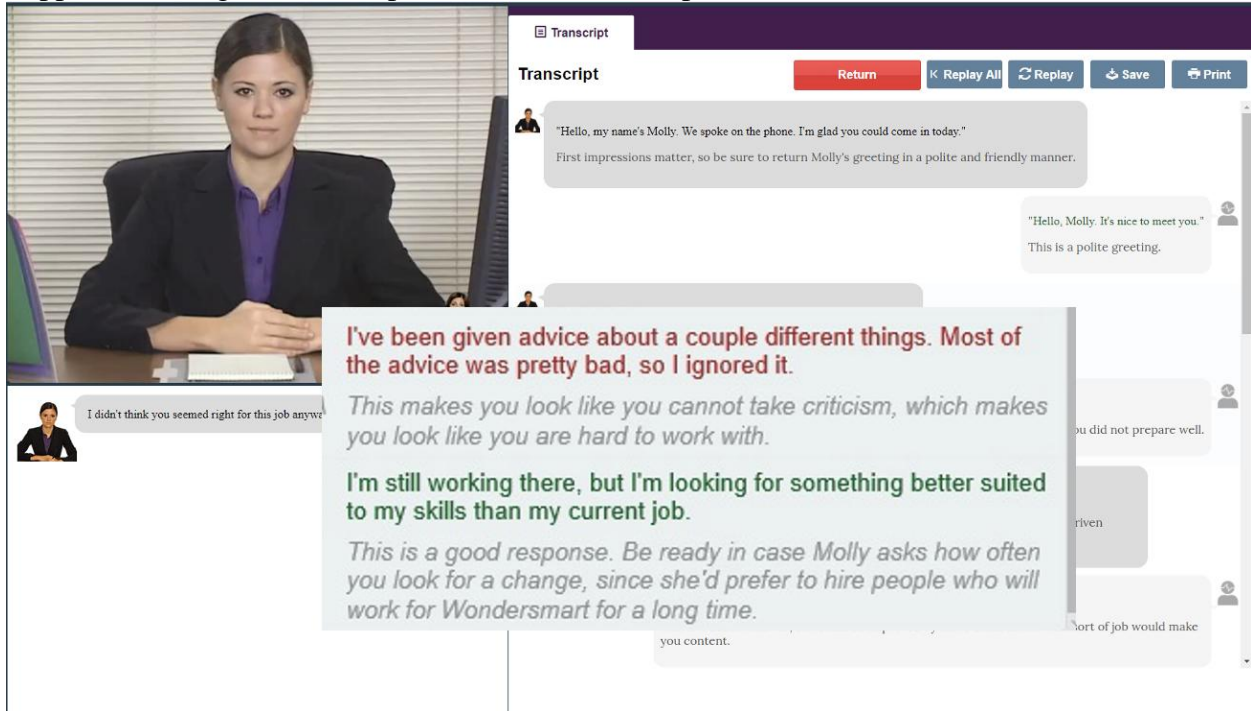 Transcript
Transcript
Return
K Replay All
Replay
Save
Print
"Hello, my name's Molly. We spoke on the phone. I'm glad you could come in today."
First impressions matter, so be sure to return Molly's greeting in a polite and friendly manner.
"Hello, Molly. It's nice to meet you."
This is a polite greeting.
I've been given advice about a couple different things. Most of
the advice was pretty bad, so I ignored it.
This makes you look like you cannot take criticism, which makes
you look like you are hard to work with.
I'm still working there, but I'm looking for something better suited
to my skills than my current job.
This is a good response. Be ready in case Molly asks how often
you look for a change, since she'd prefer to hire people who will
work for Wondersmart for a long time.
I didn't think you seemed right for this job
did not prepare well.
ort of job would make
you content.